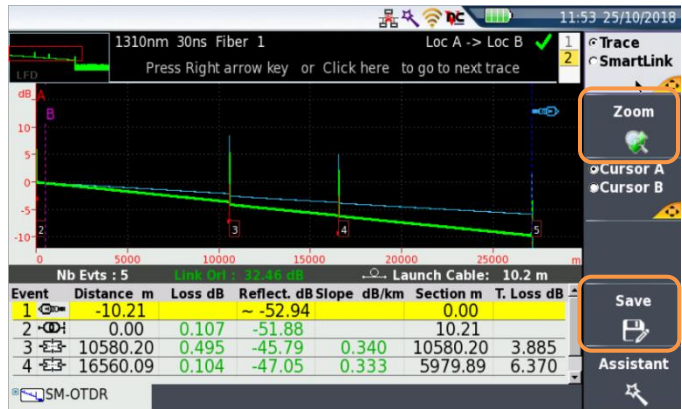 11:53 25/10/2018
1310nm 30ns Fiber 1 Loc A -> Loc B
1
2
Press Right arrow key or Click here to go to next trace
LFD
Trace
SmartLink
dB
A
B
10
5
0
-5
-10
2
3
4
5
0 5000 10000 15000 20000 25000 m
Zoom
Cursor A
Cursor B
Nb Evts : 5 Link Orl : 32.46 dB Launch Cable: 10.2 m
Event Distance m Loss dB Reflect. dB Slope dB/km Section m T. Loss dB
1 -10.21 ~ -52.94 0.00
2 0.00 0.107 -51.88 10.21
3 10580.20 0.495 -45.79 0.340 10580.20 3.885
4 16560.09 0.104 -47.05 0.333 5979.89 6.370
Save
Assistant
SM-OTDR